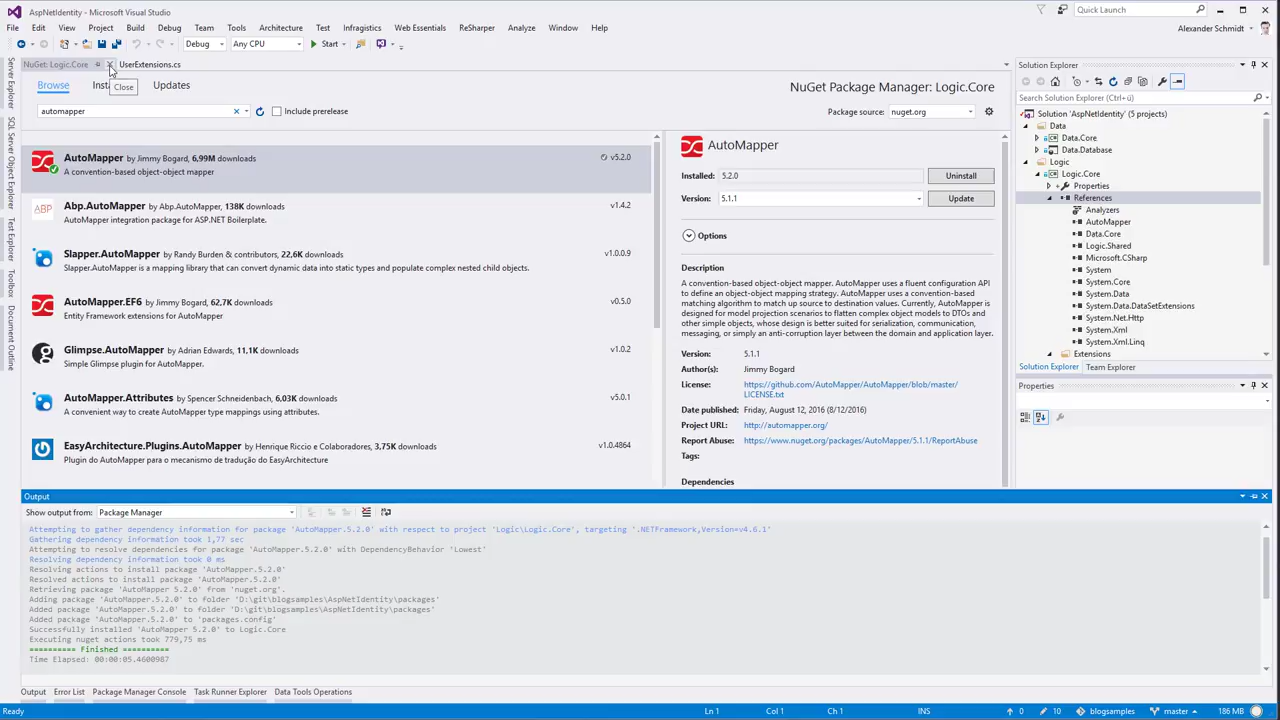 AspNetIdentity - Microsoft Visual Studio
Quick Launch (Ctrl+Q)
File Edit View Project Build Debug Team Tools Architecture Test Infragistics Web Essentials ReSharper Analyze Window Help
Alexander Schmidt
Debug Any CPU Start
NuGet: Logic.Core UserExtensions.cs
Close
Browse Inst Updates
NuGet Package Manager: Logic.Core
automapper
Include prerelease
Package source: nuget.org
AutoMapper by Jimmy Bogard, 6,99M downloads v5.2.0
A convention-based object-object mapper.
Abp.AutoMapper by Abp.AutoMapper, 138K downloads v1.4.2
AutoMapper integration package for ASP.NET Boilerplate.
Slapper.AutoMapper by Randy Burden & contributors, 22,6K downloads v1.0.0.9
Slapper.AutoMapper is a mapping library that can convert dynamic data into static types and populate complex nested child objects.
AutoMapper.EF6 by Jimmy Bogard, 62,7K downloads v0.5.0
Entity Framework extensions for AutoMapper
Glimpse.AutoMapper by Adrian Edwards, 11,1K downloads v1.0.2
Simple Glimpse plugin for AutoMapper.
AutoMapper.Attributes by Spencer Schneidenbach, 6,03K downloads v5.0.1
A convenient way to create AutoMapper type mappings using attributes.
EasyArchitecture.Plugins.AutoMapper by Henrique Riccio e Colaboradores, 3,75K downloads v1.0.4864
Plugin do AutoMapper para o mecanismo de tradução do EasyArchitecture
ABP
AutoMapper
Installed: 5.2.0 Uninstall
Version: 5.1.1 Update
Options
Description
A convention-based object-object mapper. AutoMapper uses a fluent configuration API
to define an object-object mapping strategy. AutoMapper uses a convention-based
matching algorithm to match up source to destination values. Currently, AutoMapper is
designed for model projection scenarios to flatten complex object models to DTOs and
other simple objects, whose design is better suited for serialization, communication,
messaging, or simply an anti-corruption layer between the domain and application layer.
Version: 5.1.1
Author(s): Jimmy Bogard
License: https://github.com/AutoMapper/AutoMapper/blob/master/
LICENSE.txt
Date published: Friday, August 12, 2016 (8/12/2016)
Project URL: http://automapper.org/
Report Abuse: https://www.nuget.org/packages/AutoMapper/5.1.1/ReportAbuse
Tags:
Dependencies
Solution Explorer
Search Solution Explorer (Ctrl+ü)
Solution 'AspNetIdentity' (5 projects)
Data
Data.Core
Data.Database
Logic
Logic.Core
Properties
References
Analyzers
AutoMapper
Data.Core
Logic.Shared
Microsoft.CSharp
System
System.Core
System.Data
System.Data.DataSetExtensions
System.Net.Http
System.Xml
System.Xml.Linq
Extensions
Solution Explorer Team Explorer
Properties
Server Explorer
SQL Server Object Explorer
Test Explorer
Toolbox
Document Outline
Output
Show output from: Package Manager
Attempting to gather dependency information for package 'AutoMapper.5.2.0' with respect to project 'Logic\Logic.Core', targeting '.NETFramework,Version=v4.6.1'
Gathering dependency information took 1,77 sec
Attempting to resolve dependencies for package 'AutoMapper.5.2.0' with DependencyBehavior 'Lowest'
Resolving dependency information took 0 ms
Resolving actions to install package 'AutoMapper.5.2.0'
Resolved actions to install package 'AutoMapper.5.2.0'
Retrieving package 'AutoMapper 5.2.0' from 'nuget.org'.
Adding package 'AutoMapper.5.2.0' to folder 'D:\git\blogsamples\AspNetIdentity\packages'
Added package 'AutoMapper.5.2.0' to folder 'D:\git\blogsamples\AspNetIdentity\packages'
Added package 'AutoMapper.5.2.0' to 'packages.config'
Successfully installed 'AutoMapper 5.2.0' to Logic.Core
Executing nuget actions took 779,75 ms
========== Finished ==========
Time Elapsed: 00:00:05.4600987
Output Error List Package Manager Console Task Runner Explorer Data Tools Operations
Ready Ln 1 Col 1 Ch 1 INS 0 10 blogsamples master 186 MB